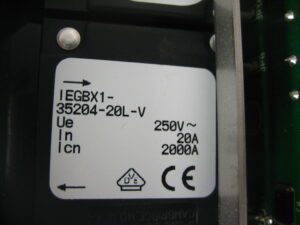 IEGBX1-
35204-20L-V
Ue 250V~
In 20A
Icn 2000A
CE